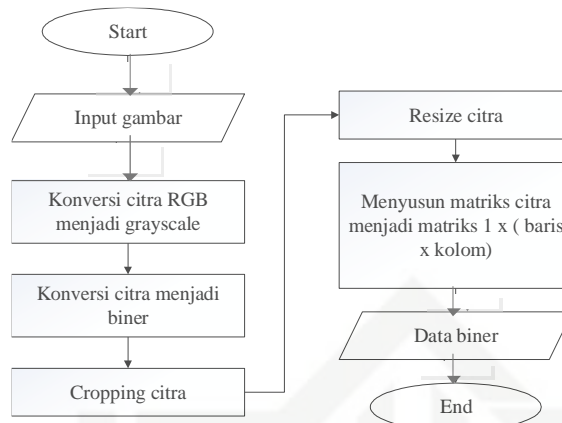 Start
Input gambar
Konversi citra RGB
menjadi grayscale
Konversi citra menjadi
biner
Cropping citra
Resize citra
Menyusun matriks citra
menjadi matriks 1 x ( baris
x kolom)
Data biner
End